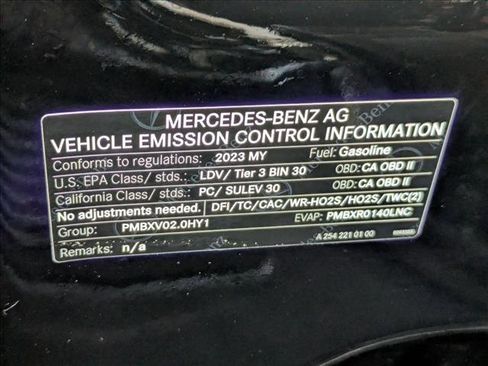 MERCEDES-BENZ AG
VEHICLE EMISSION CONTROL INFORMATION
Conforms to regulations: 2023 MY Fuel: Gasoline
U.S. EPA Class/ stds.: LDV/ Tier 3 BIN 30 OBD: CA OBD II
California Class/ stds.: PC/ SULEV 30 OBD: CA OBD II
No adjustments needed. DFI/TC/CAC/WR-HO2S/HO2S/TWC(2)
Group: PMBXV02.0HY1 EVAP: PMBXR0140LNC
Remarks: n/a A 254 221 01 00